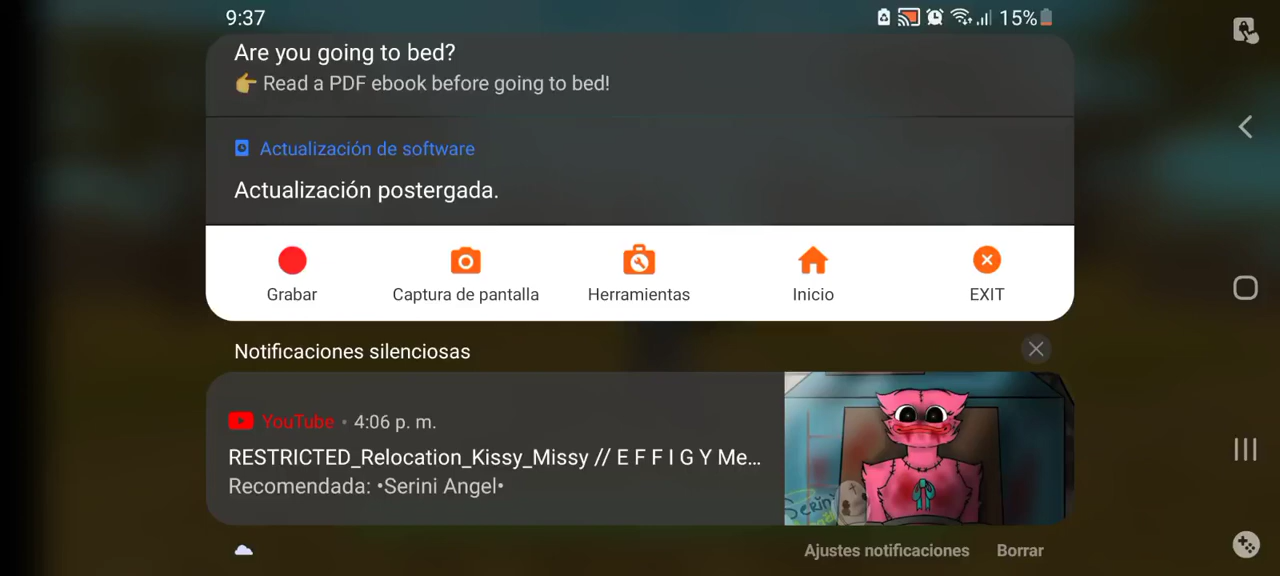 9:37
15%
Are you going to bed?
👉 Read a PDF ebook before going to bed!
Actualización de software
Actualización postergada.
Grabar
Captura de pantalla
Herramientas
Inicio
EXIT
Notificaciones silenciosas
YouTube • 4:06 p. m.
RESTRICTED_Relocation_Kissy_Missy // E F F I G Y Me...
Recomendada: •Serini Angel•
Serini
Ajustes notificaciones
Borrar